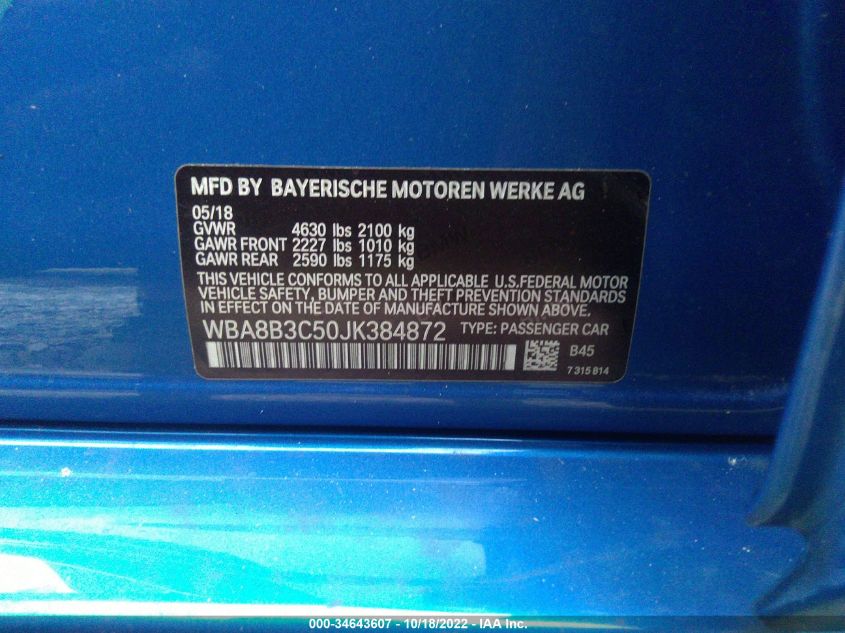 MFD BY BAYERISCHE MOTOREN WERKE AG
05/18
GVWR 4630 lbs 2100 kg
GAWR FRONT 2227 lbs 1010 kg
GAWR REAR 2590 lbs 1175 kg
THIS VEHICLE CONFORMS TO ALL APPLICABLE U.S.FEDERAL MOTOR
VEHICLE SAFETY, BUMPER AND THEFT PREVENTION STANDARDS
IN EFFECT ON THE DATE OF MANUFACTURE SHOWN ABOVE.
WBA8B3C50JK384872 TYPE: PASSENGER CAR
B45
7 315 814
000-34643607 - 10/18/2022 - IAA Inc.